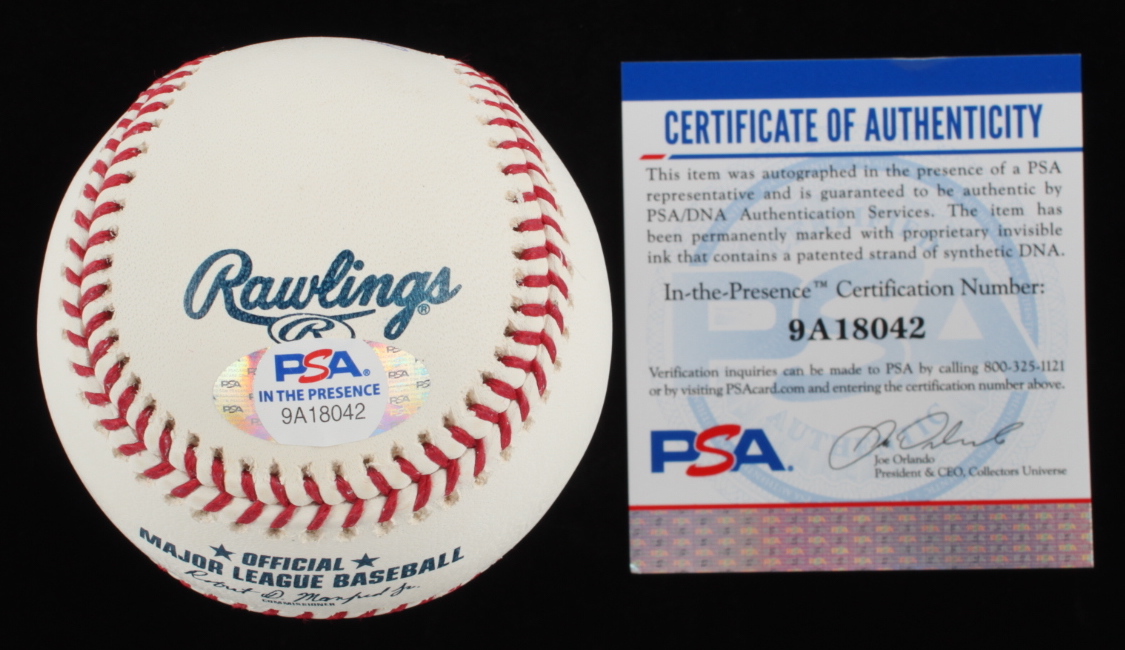 Rawlings®
R
PSA®
IN THE PRESENCE
9A18042
OFFICIAL
MAJOR LEAGUE BASEBALL
Robert D. Manfred Jr.
COMMISSIONER
CERTIFICATE OF AUTHENTICITY
This item was autographed in the presence of a PSA
representative and is guaranteed to be authentic by
PSA/DNA Authentication Services. The item has
been permanently marked with proprietary invisible
ink that contains a patented strand of synthetic DNA.
In-the-Presence™ Certification Number:
9A18042
Verification inquiries can be made to PSA by calling 800-325-1121
or by visiting PSAcard.com and entering the certification number above.
PSA.
Joe Orlando
President & CEO, Collectors Universe